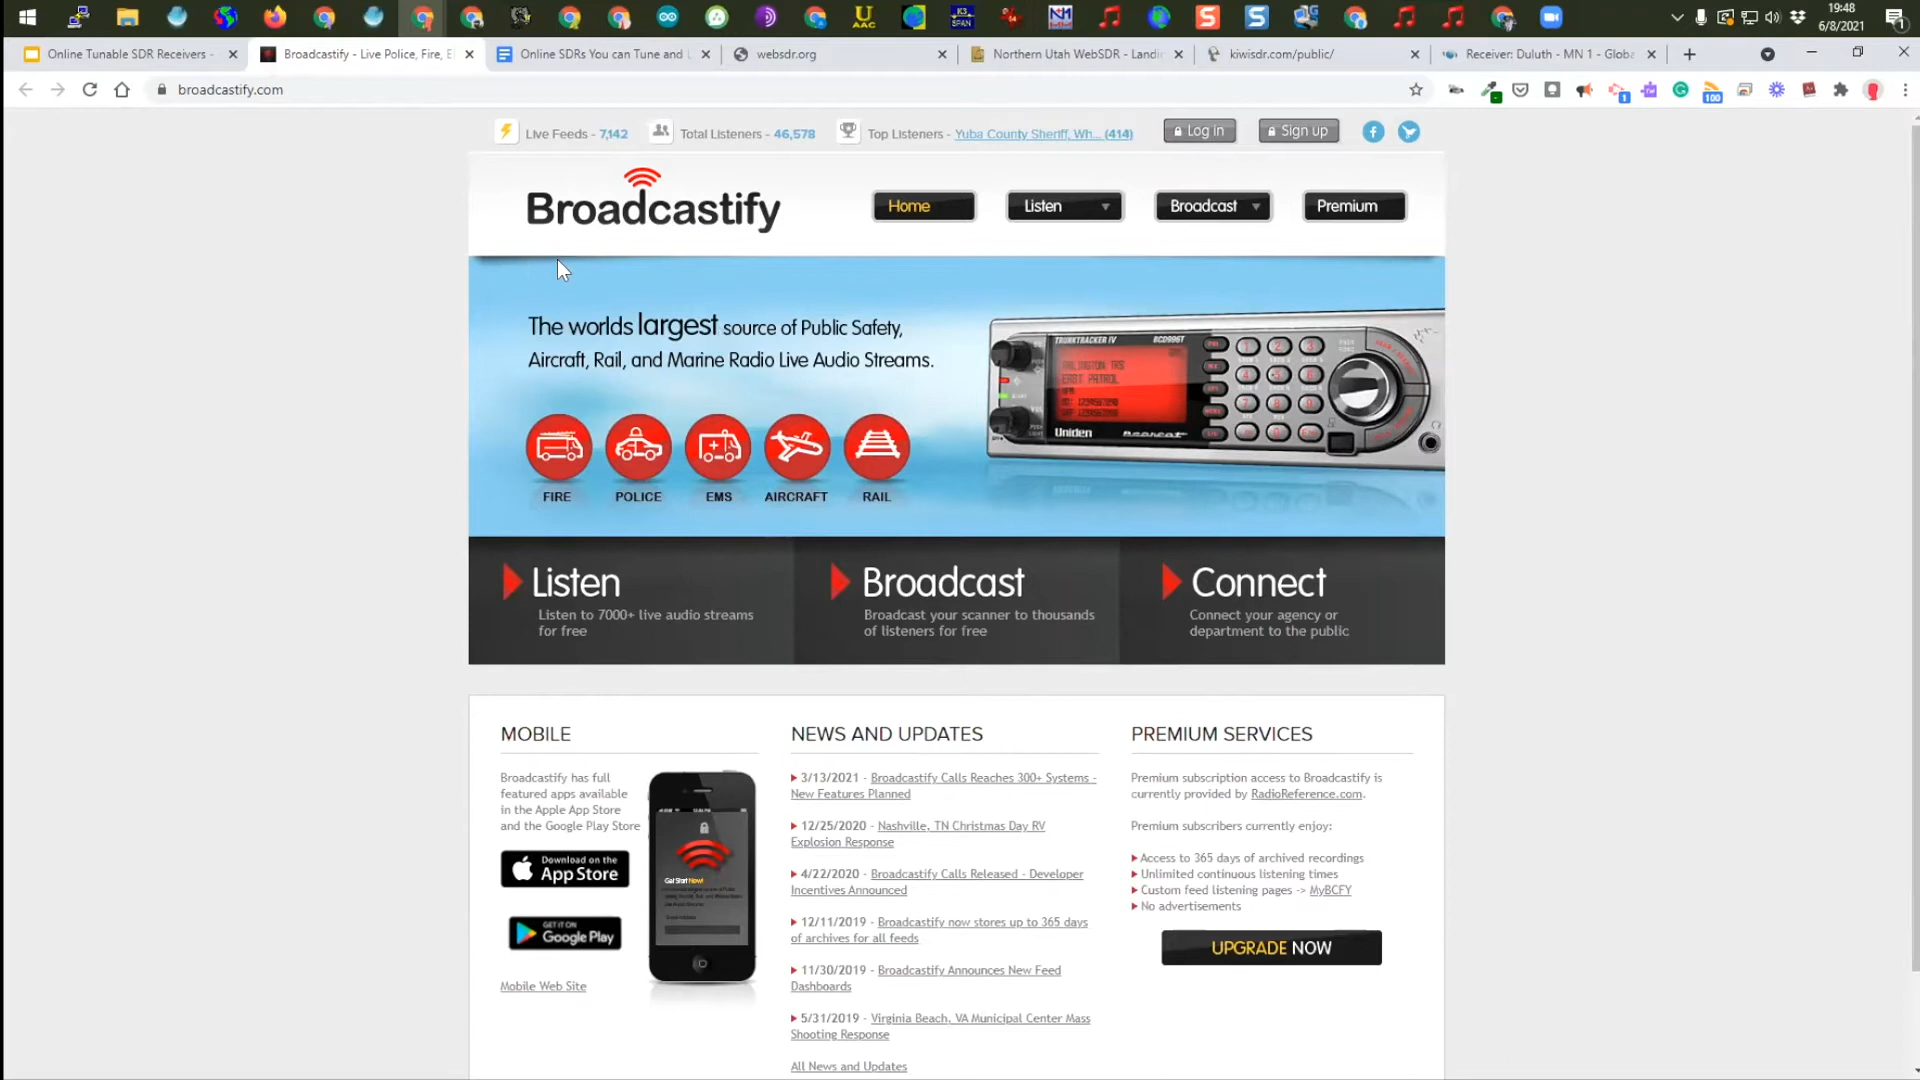 19:48
6/8/2021
Online Tunable SDR Receivers -
Broadcastify - Live Police, Fire, E
Online SDRs You can Tune and L
websdr.org
Northern Utah WebSDR - Landin
kiwisdr.com/public/
Receiver: Duluth - MN 1 - Globa
broadcastify.com
Live Feeds - 7,142
Total Listeners - 46,578
Top Listeners - Yuba County Sheriff, Wh... (414)
Log in
Sign up
Broadcastify
Home
Listen
Broadcast
Premium
The worlds largest source of Public Safety,
Aircraft, Rail, and Marine Radio Live Audio Streams.
TRUNKTRACKER IV
BCD996T
ARLINGTON TRS
EAST PATROL
Uniden
Bearcat
FIRE
POLICE
EMS
AIRCRAFT
RAIL
Listen
Listen to 7000+ live audio streams
for free
Broadcast
Broadcast your scanner to thousands
of listeners for free
Connect
Connect your agency or
department to the public
MOBILE
Broadcastify has full
featured apps available
in the Apple App Store
and the Google Play Store
Download on the
App Store
GET IT ON
Google Play
Mobile Web Site
Get Start Now!
NEWS AND UPDATES
3/13/2021 - Broadcastify Calls Reaches 300+ Systems -
New Features Planned
12/25/2020 - Nashville, TN Christmas Day RV
Explosion Response
4/22/2020 - Broadcastify Calls Released - Developer
Incentives Announced
12/11/2019 - Broadcastify now stores up to 365 days
of archives for all feeds
11/30/2019 - Broadcastify Announces New Feed
Dashboards
5/31/2019 - Virginia Beach, VA Municipal Center Mass
Shooting Response
All News and Updates
PREMIUM SERVICES
Premium subscription access to Broadcastify is
currently provided by RadioReference.com.
Premium subscribers currently enjoy:
Access to 365 days of archived recordings
Unlimited continuous listening times
Custom feed listening pages -> MyBCFY
No advertisements
UPGRADE NOW